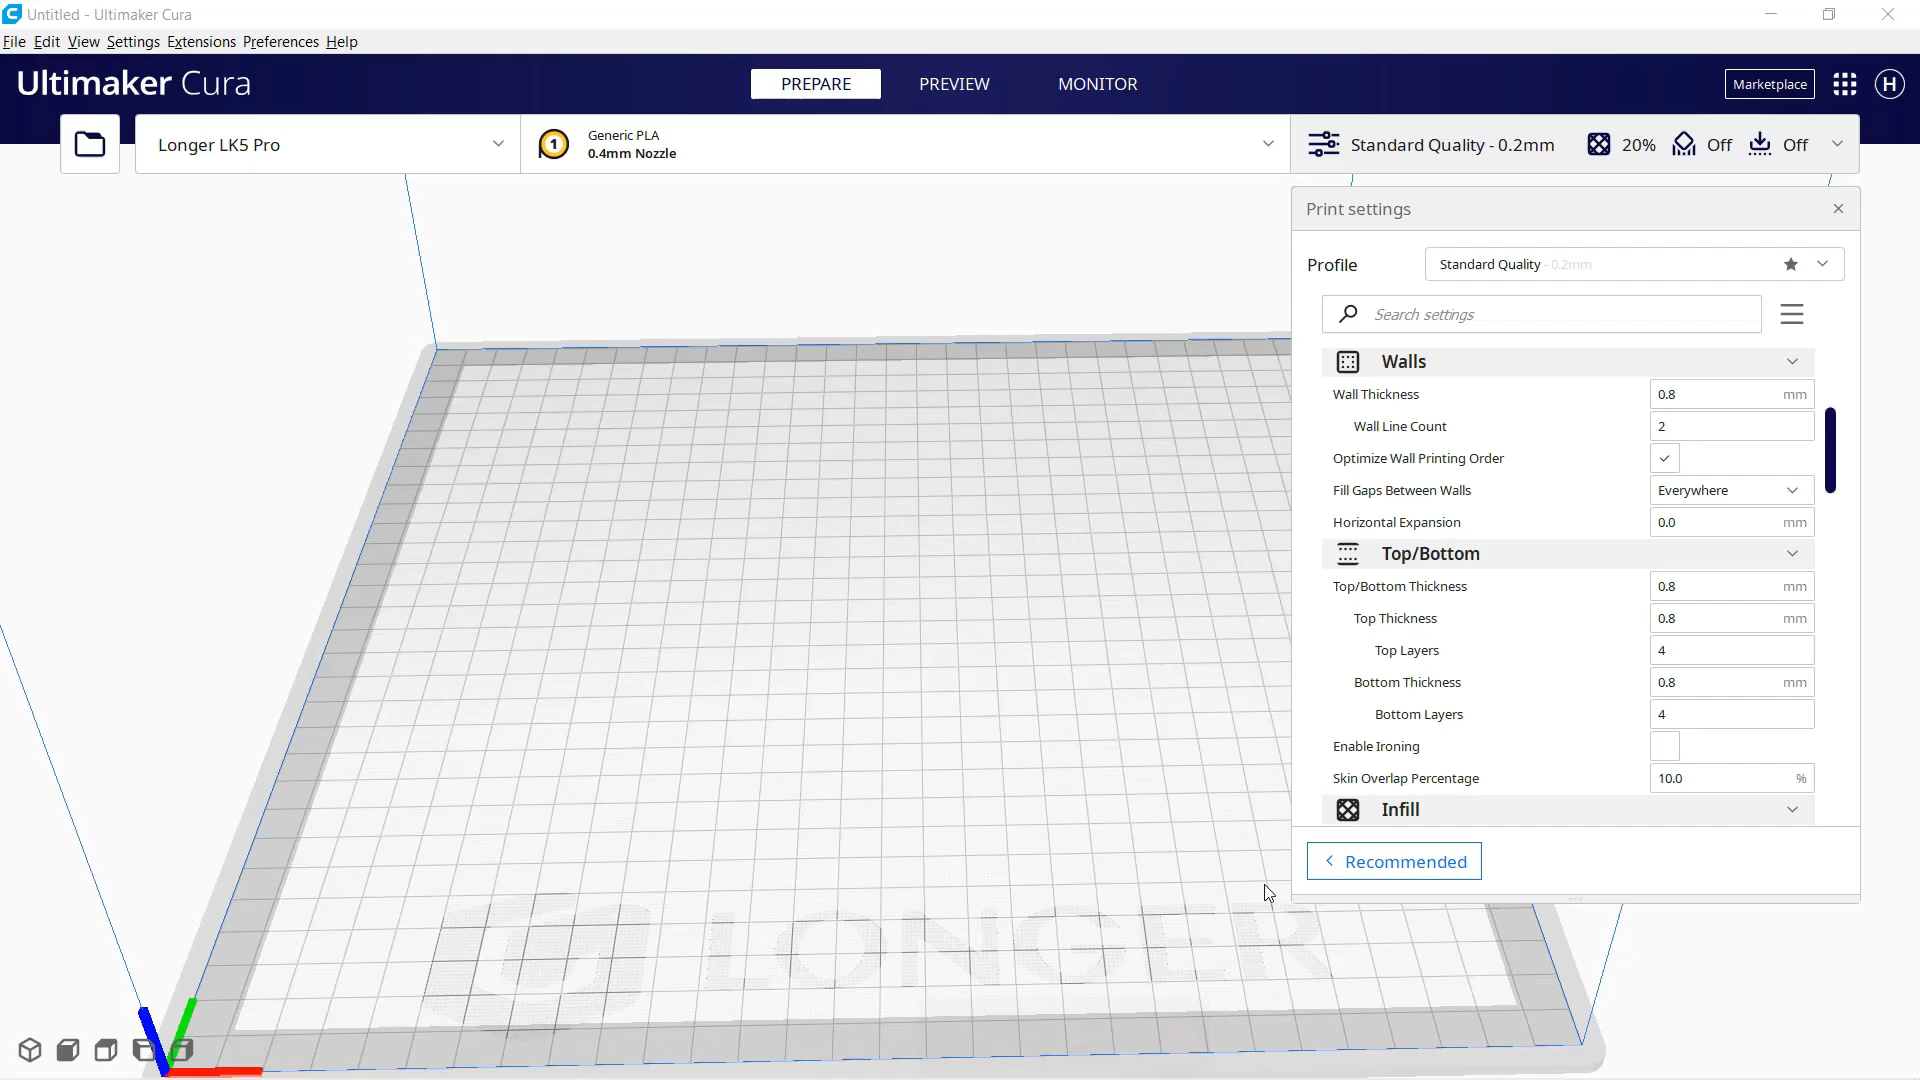 Untitled - Ultimaker Cura
File Edit View Settings Extensions Preferences Help
Ultimaker Cura
PREPARE
PREVIEW
MONITOR
Marketplace
H
Longer LK5 Pro
1
Generic PLA
0.4mm Nozzle
Standard Quality - 0.2mm
20%
Off
Off
Print settings
Profile
Standard Quality - 0.2mm
Search settings
Walls
Wall Thickness 0.8 mm
Wall Line Count 2
Optimize Wall Printing Order
Fill Gaps Between Walls Everywhere
Horizontal Expansion 0.0 mm
Top/Bottom
Top/Bottom Thickness 0.8 mm
Top Thickness 0.8 mm
Top Layers 4
Bottom Thickness 0.8 mm
Bottom Layers 4
Enable Ironing
Skin Overlap Percentage 10.0 %
Infill
Recommended
LONGER